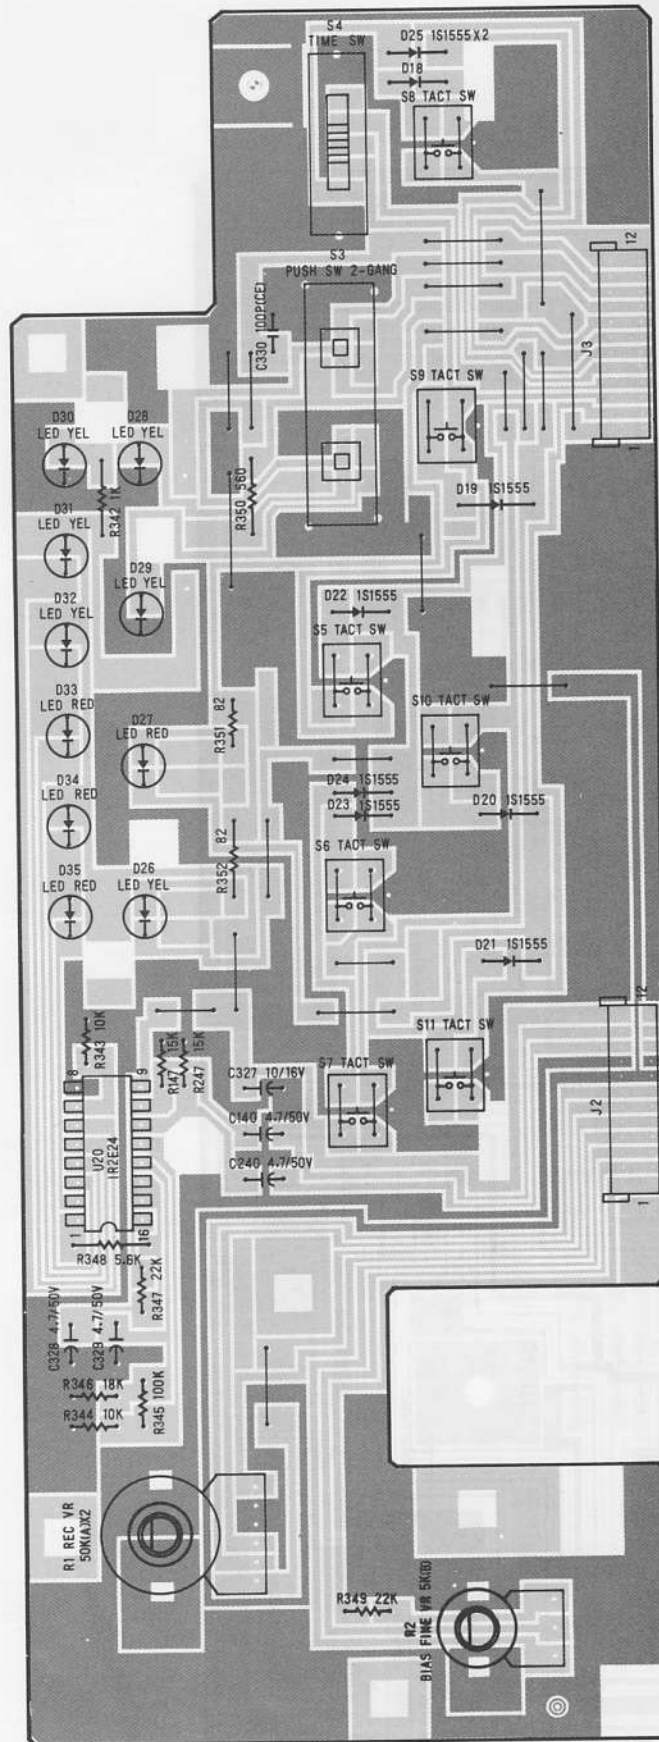 S4
TIME SW
D25 1S1555X2
D18
S8 TACT SW
S3
PUSH SW 2-GANG
C330 100P(CE)
12
J3
1
S9 TACT SW
D30
LED YEL
D28
LED YEL
R342 1K
R350 560
D19 1S1555
D31
LED YEL
D29
LED YEL
D22 1S1555
D32
LED YEL
S5 TACT SW
D33
LED RED
D27
LED RED
R351 82
S10 TACT SW
D34
LED RED
D24 1S1555
D23 1S1555
D20 1S1555
R352 82
S6 TACT SW
D35
LED RED
D26
LED YEL
D21 1S1555
R343 10K
R147 15K
R247 15K
12
J2
1
S11 TACT SW
S7 TACT SW
C327 10/16V
C140 4.7/50V
C240 4.7/50V
8
9
U20
IR2E24
1
16
R348 5.6K
R347 22K
C328 4.7/50V
C329 4.7/50V
R346 18K
R344 10K
R345 100K
R1 REC VR
50K(A)X2
R349 22K
R2
BIAS FINE VR 5K(B)